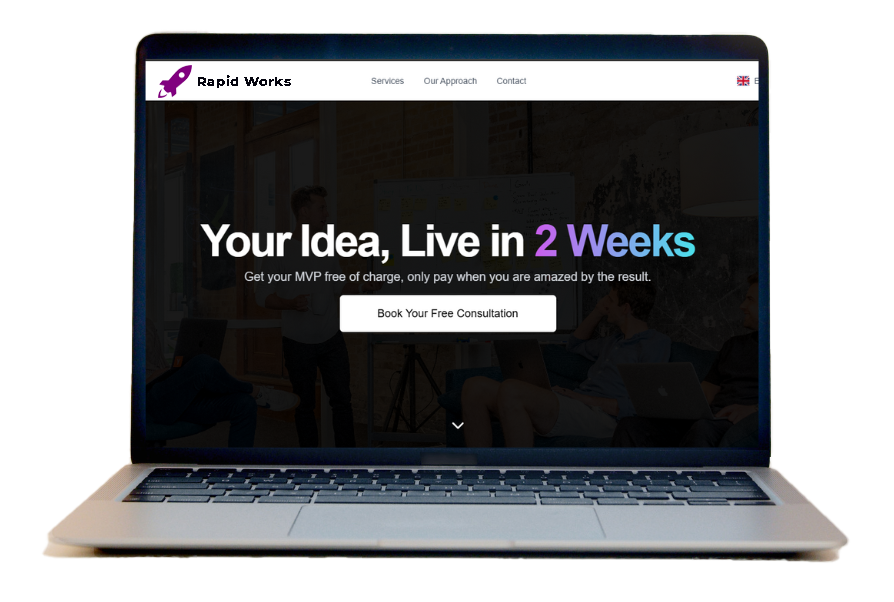 Rapid Works
Services
Our Approach
Contact
Your Idea, Live in 2 Weeks
Get your MVP free of charge, only pay when you are amazed by the result.
Book Your Free Consultation